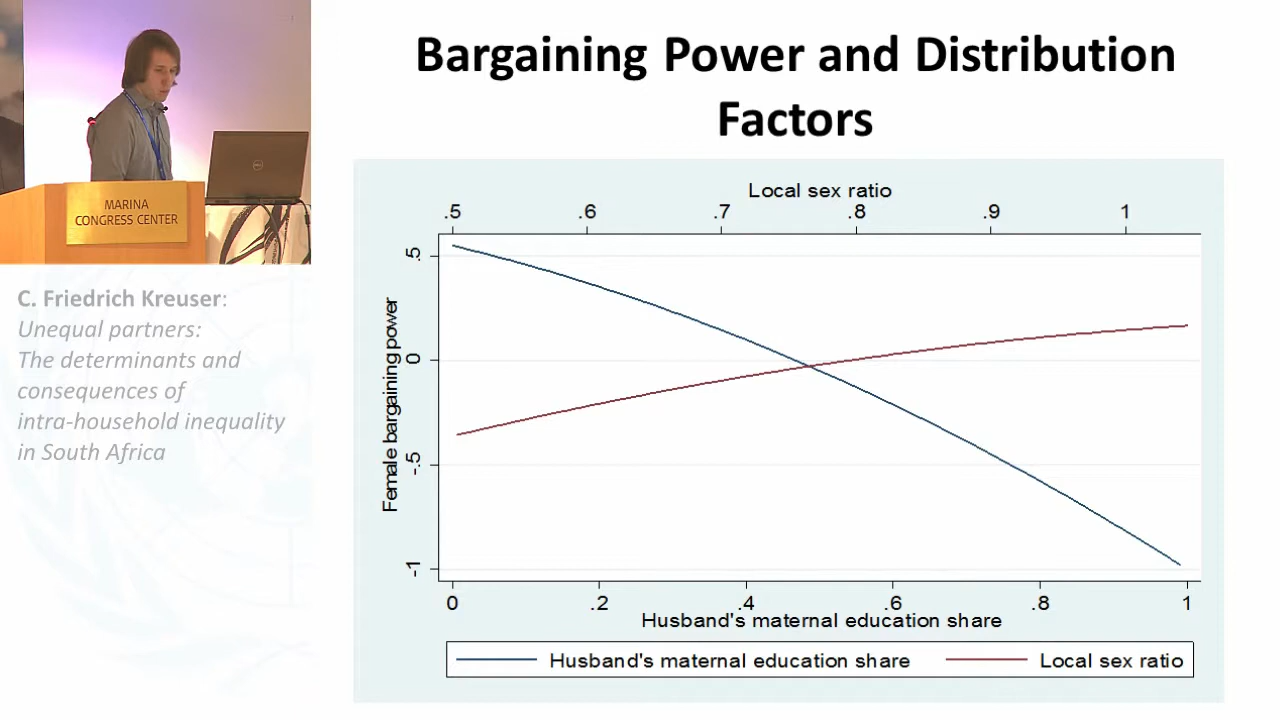 Bargaining Power and Distribution
Factors
MARINA
CONGRESS CENTER
DELL
C. Friedrich Kreuser:
Unequal partners:
The determinants and
consequences of
intra-household inequality
in South Africa
Local sex ratio
.5 .6 .7 .8 .9 1
Female bargaining power
.5
0
-.5
-1
0 .2 .4 .6 .8 1
Husband's maternal education share
Husband's maternal education share Local sex ratio